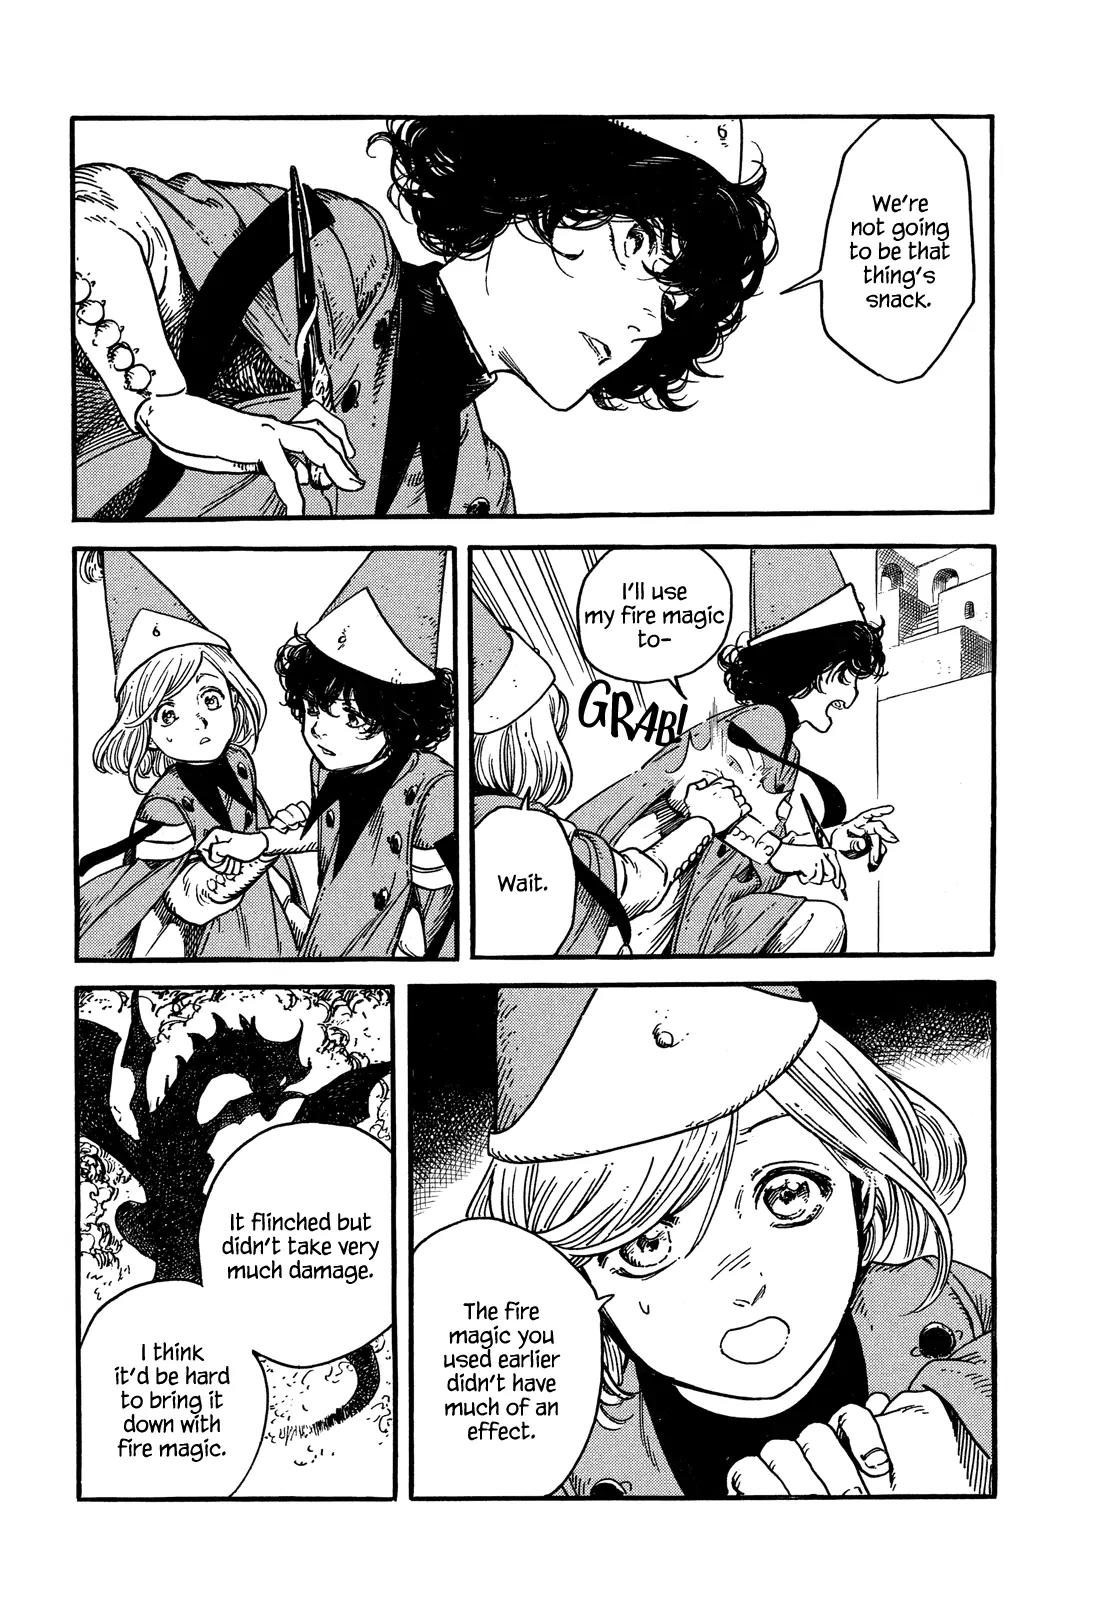 We're
not going
to be that
thing's
snack.
I'll use
my fire magic
to-
GRAB!
Wait.
The fire
magic you
used earlier
didn't have
much of an
effect.
It flinched but
didn't take very
much damage.
I think
it'd be hard
to bring it
down with
fire magic.